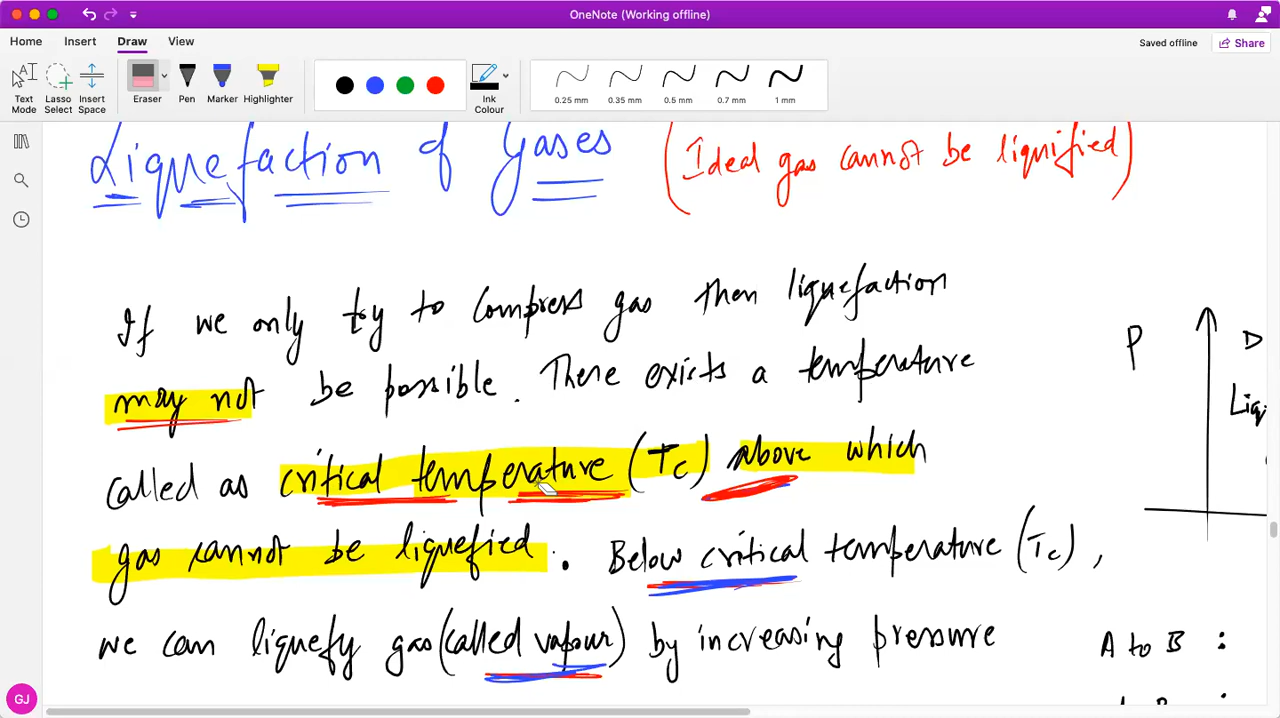 OneNote (Working offline)
Home Insert Draw View
Saved offline
Share
Text Mode
Lasso Select
Insert Space
Eraser
Pen
Marker
Highlighter
Ink Colour
0.25 mm 0.35 mm 0.5 mm 0.7 mm 1 mm
Liquefaction of Gases (Ideal gas cannot be liquified)
If we only try to compress gas then liquefaction
may not be possible. There exists a temperature
called as critical temperature (Tc) above which
gas cannot be liquefied. Below critical temperature (Tc),
we can liquefy gas (called vapour) by increasing pressure
P
D
Liq
A to B :
GJ